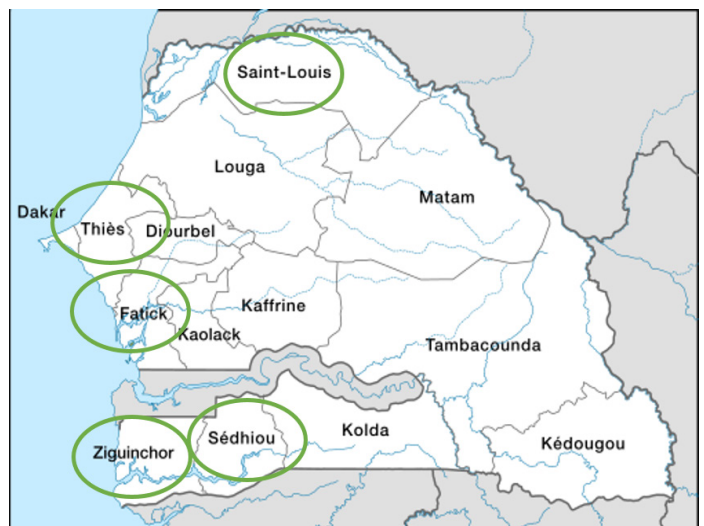 Saint-Louis
Louga
Matam
Dakar
Thiès
Diourbel
Fatick
Kaffrine
Kaolack
Tambacounda
Ziguinchor
Sédhiou
Kolda
Kédougou